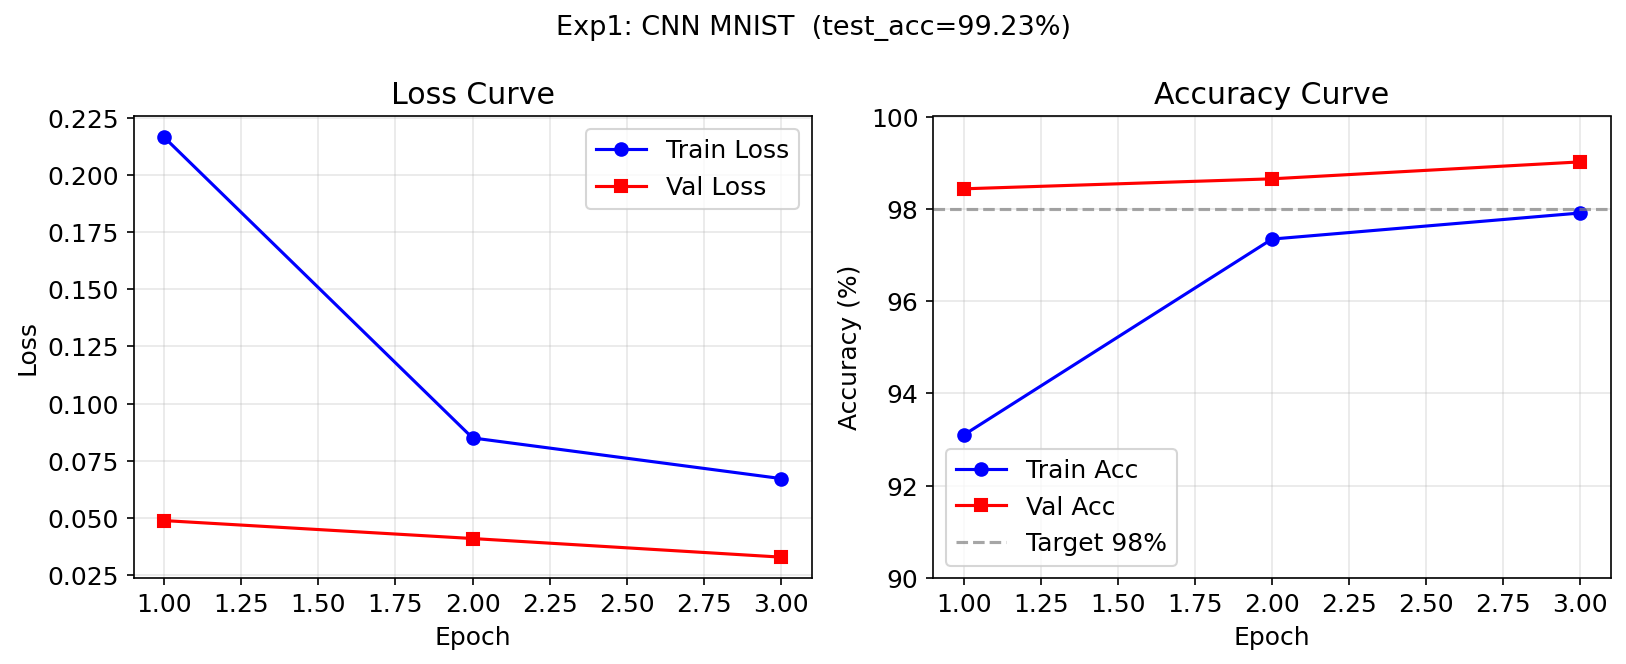 Exp1: CNN MNIST  (test_acc=99.23%)
Loss Curve
0.225
0.200
0.175
0.150
0.125
0.100
0.075
0.050
0.025
Loss
Train Loss
Val Loss
1.00 1.25 1.50 1.75 2.00 2.25 2.50 2.75 3.00
Epoch
Accuracy Curve
100
98
96
94
92
90
Accuracy (%)
Train Acc
Val Acc
Target 98%
1.00 1.25 1.50 1.75 2.00 2.25 2.50 2.75 3.00
Epoch